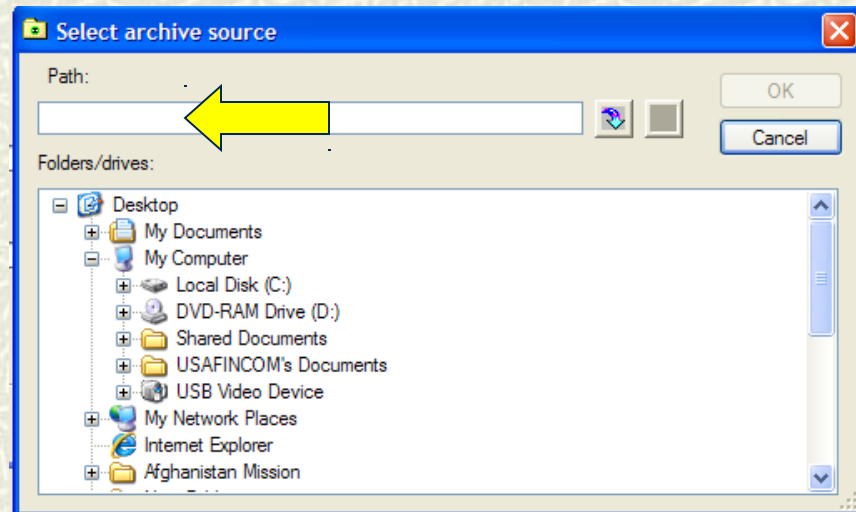 Select archive source
Path:
OK
Cancel
Folders/drives:
Desktop
My Documents
My Computer
Local Disk (C:)
DVD-RAM Drive (D:)
Shared Documents
USAFINCOM's Documents
USB Video Device
My Network Places
Internet Explorer
Afghanistan Mission